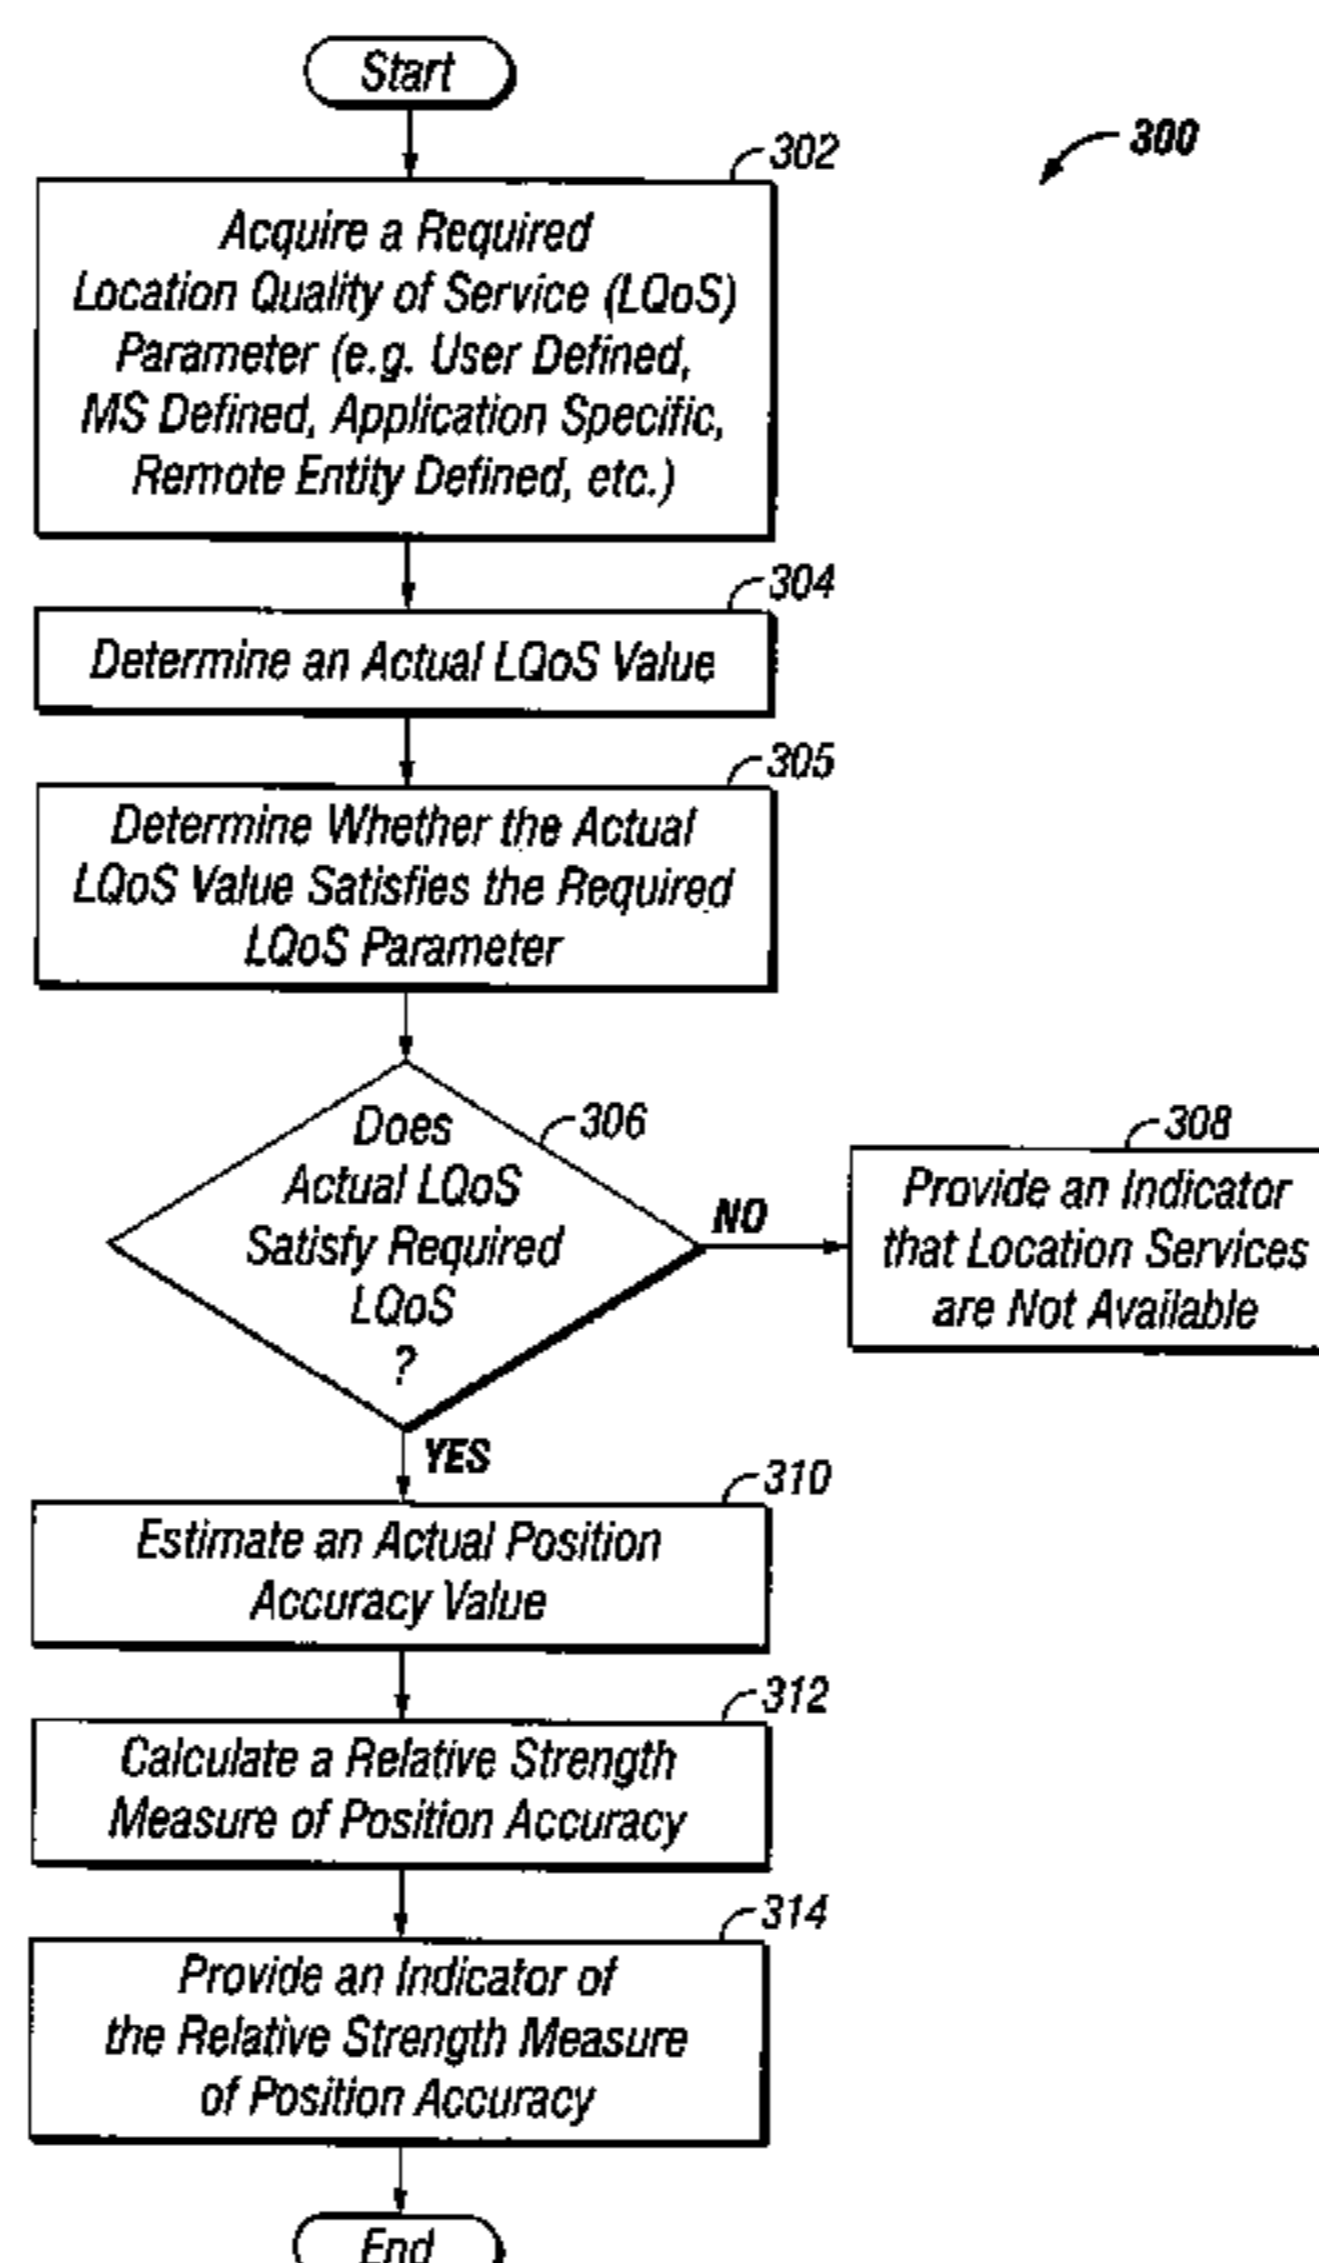 Start
300
302
Acquire a Required
Location Quality of Service (LQoS)
Parameter (e.g. User Defined,
MS Defined, Application Specific,
Remote Entity Defined, etc.)
304
Determine an Actual LQoS Value
305
Determine Whether the Actual
LQoS Value Satisfies the Required
LQoS Parameter
306
Does
Actual LQoS
Satisfy Required
LQoS
?
NO
308
Provide an Indicator
that Location Services
are Not Available
YES
310
Estimate an Actual Position
Accuracy Value
312
Calculate a Relative Strength
Measure of Position Accuracy
314
Provide an Indicator of
the Relative Strength Measure
of Position Accuracy
End